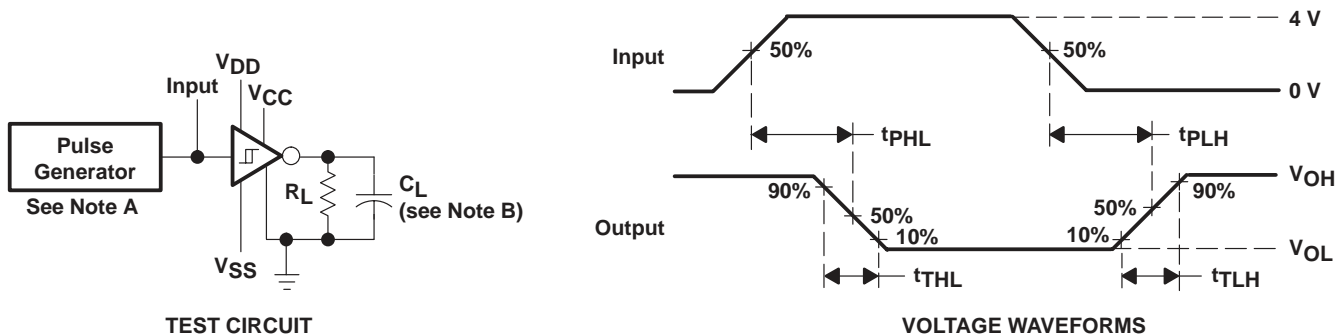 VDD
Input
VCC
Pulse
Generator
See Note A
RL
CL
(see Note B)
VSS
TEST CIRCUIT
Input
50%
50%
4 V
0 V
tPHL
tPLH
Output
90%
50%
10%
10%
50%
90%
VOH
VOL
tTHL
tTLH
VOLTAGE WAVEFORMS